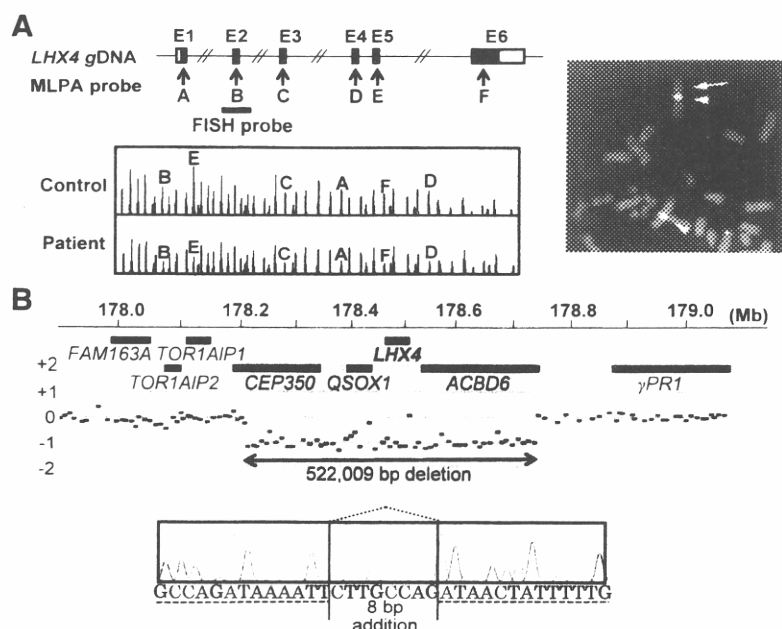 A
E1 E2 E3 E4 E5 E6
LHX4 gDNA
MLPA probe
A B C D E F
FISH probe
Control
B E C A F D
Patient
B E C A F D
B
178.0 178.2 178.4 178.6 178.8 179.0 (Mb)
FAM163A TOR1AIP1 LHX4
TOR1AIP2 CEP350 QSOX1 ACBD6 γPR1
+2
+1
0
-1
-2
522,009 bp deletion
GCCAGATAAAATTCTTGCCAGATAACTATTTTTG
8 bp
addition